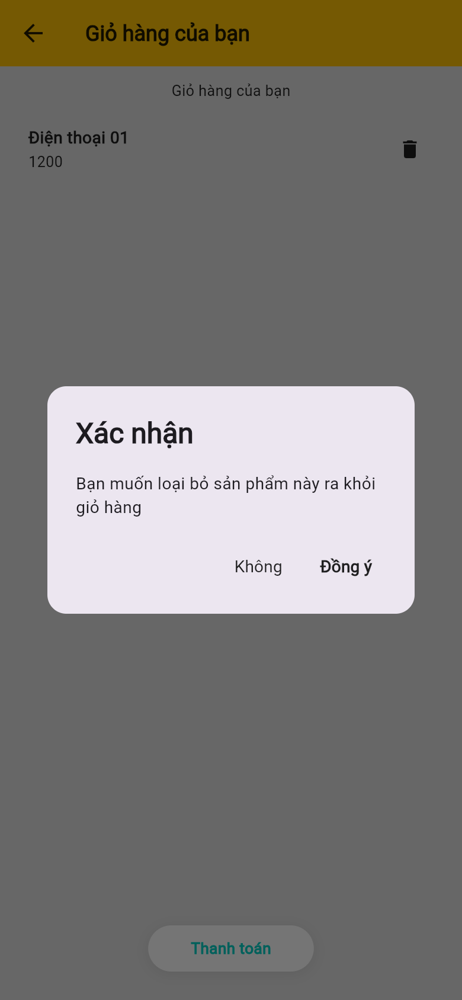 Giỏ hàng của bạn
Giỏ hàng của bạn
Điện thoại 01
1200
Xác nhận
Bạn muốn loại bỏ sản phẩm này ra khỏi
giỏ hàng
Không
Đồng ý
Thanh toán